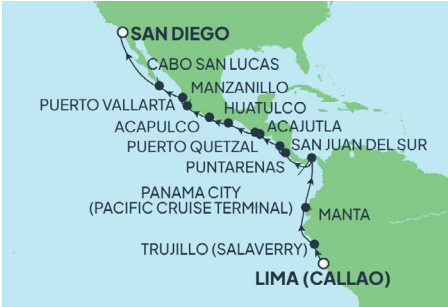 SAN DIEGO
CABO SAN LUCAS
MANZANILLO
PUERTO VALLARTA
HUATULCO
ACAPULCO
ACAJUTLA
PUERTO QUETZAL
SAN JUAN DEL SUR
PUNTARENAS
PANAMA CITY
(PACIFIC CRUISE TERMINAL)
MANTA
TRUJILLO (SALAVERRY)
LIMA (CALLAO)